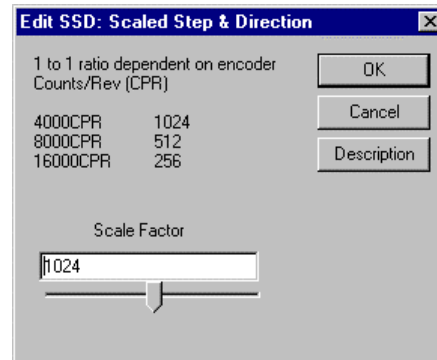 Edit SSD: Scaled Step & Direction
1 to 1 ratio dependent on encoder
Counts/Rev (CPR)
4000CPR 1024
8000CPR 512
16000CPR 256
Scale Factor
1024
OK
Cancel
Description